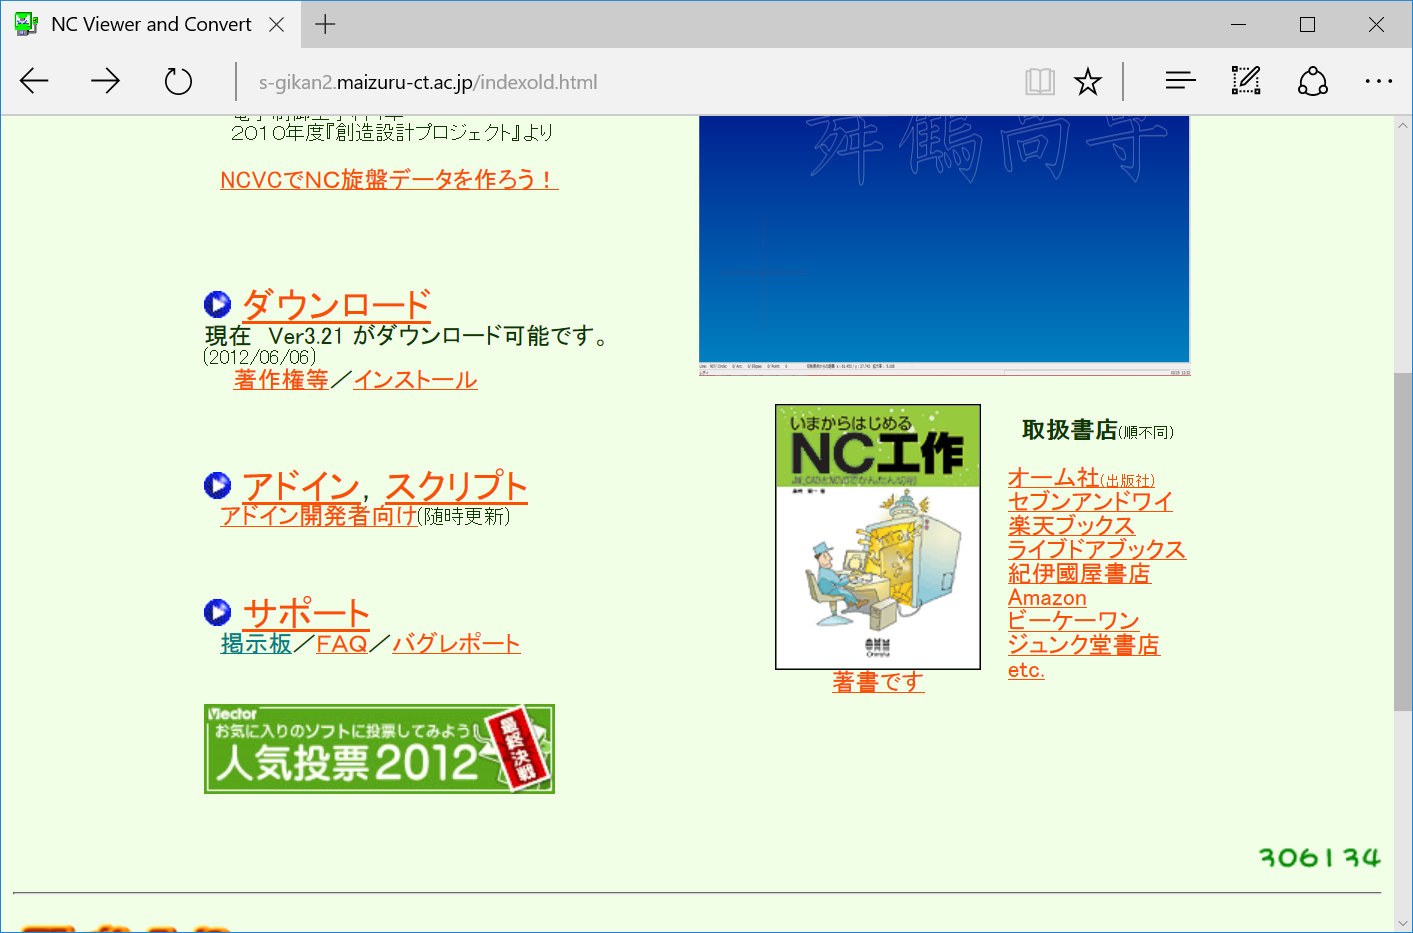 NC Viewer and Convert
s-gikan2.maizuru-ct.ac.jp/indexold.html
2010年度『創造設計プロジェクト』より
NCVCでNC旋盤データを作ろう！
舞鶴高専
ダウンロード
現在　Ver3.21 がダウンロード可能です。
(2012/06/06)
著作権等／インストール
アドイン, スクリプト
アドイン開発者向け(随時更新)
サポート
掲示板／FAQ／バグレポート
Vector
お気に入りのソフトに投票してみよう!
人気投票2012
最終決戦
いまからはじめる
NC工作
Ohmsha
著書です
取扱書店(順不同)
オーム社(出版社)
セブンアンドワイ
楽天ブックス
ライブドアブックス
紀伊國屋書店
Amazon
ビーケーワン
ジュンク堂書店
etc.
306134